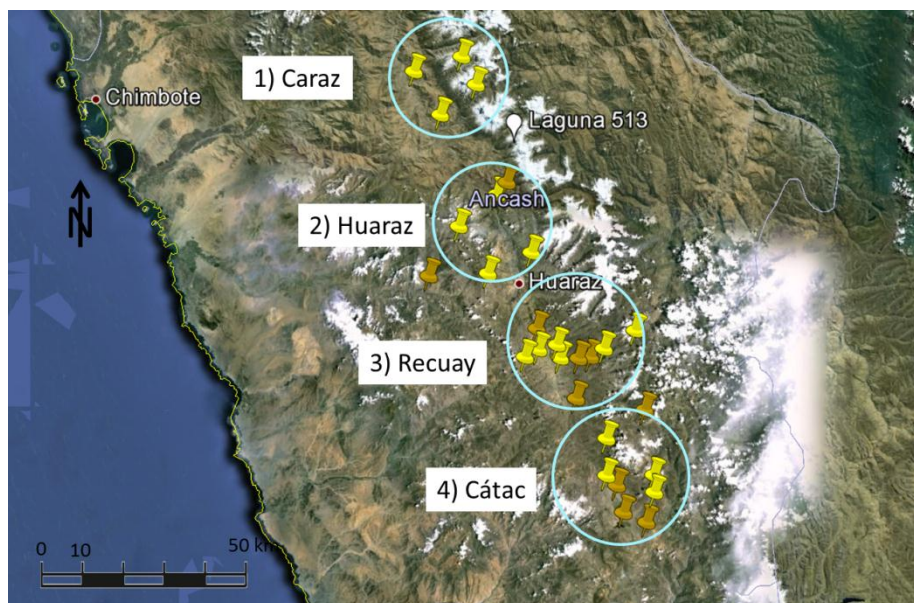 1) Caraz
Chimbote
Laguna 513
Ancash
N
2) Huaraz
Huaraz
3) Recuay
4) Cátac
0 10 50 km